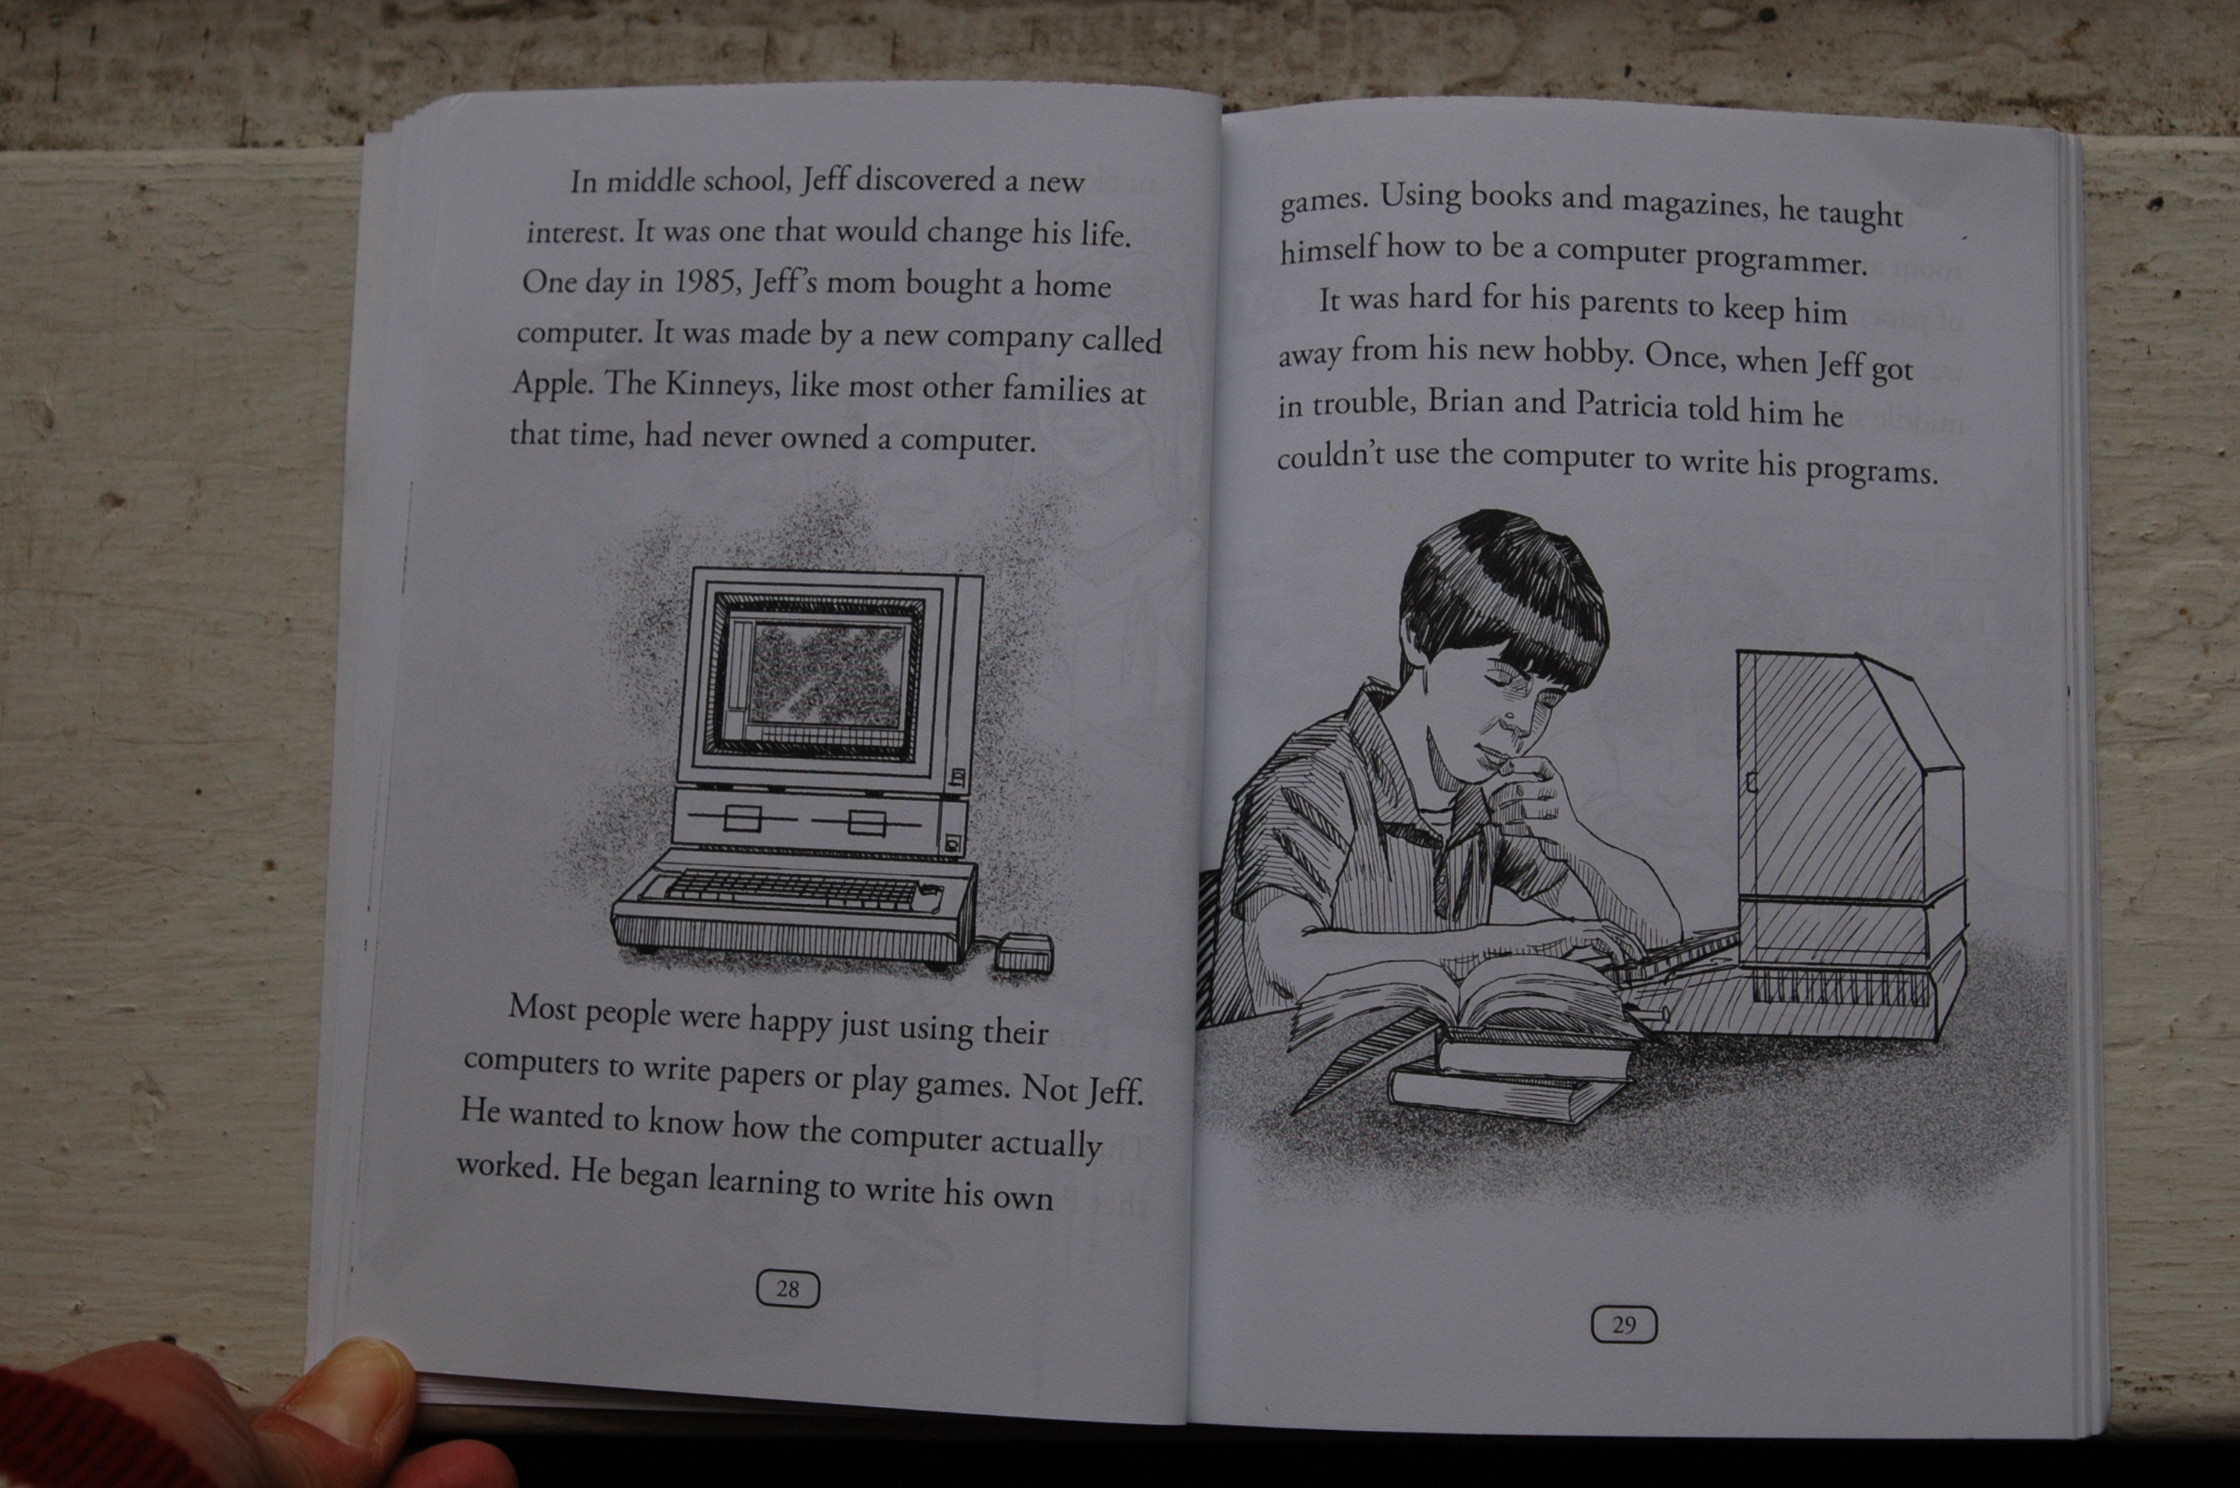 In middle school, Jeff discovered a new
interest. It was one that would change his life.
One day in 1985, Jeff's mom bought a home
computer. It was made by a new company called
Apple. The Kinneys, like most other families at
that time, had never owned a computer.
Most people were happy just using their
computers to write papers or play games. Not Jeff.
He wanted to know how the computer actually
worked. He began learning to write his own
28
games. Using books and magazines, he taught
himself how to be a computer programmer.
It was hard for his parents to keep him
away from his new hobby. Once, when Jeff got
in trouble, Brian and Patricia told him he
couldn't use the computer to write his programs.
29